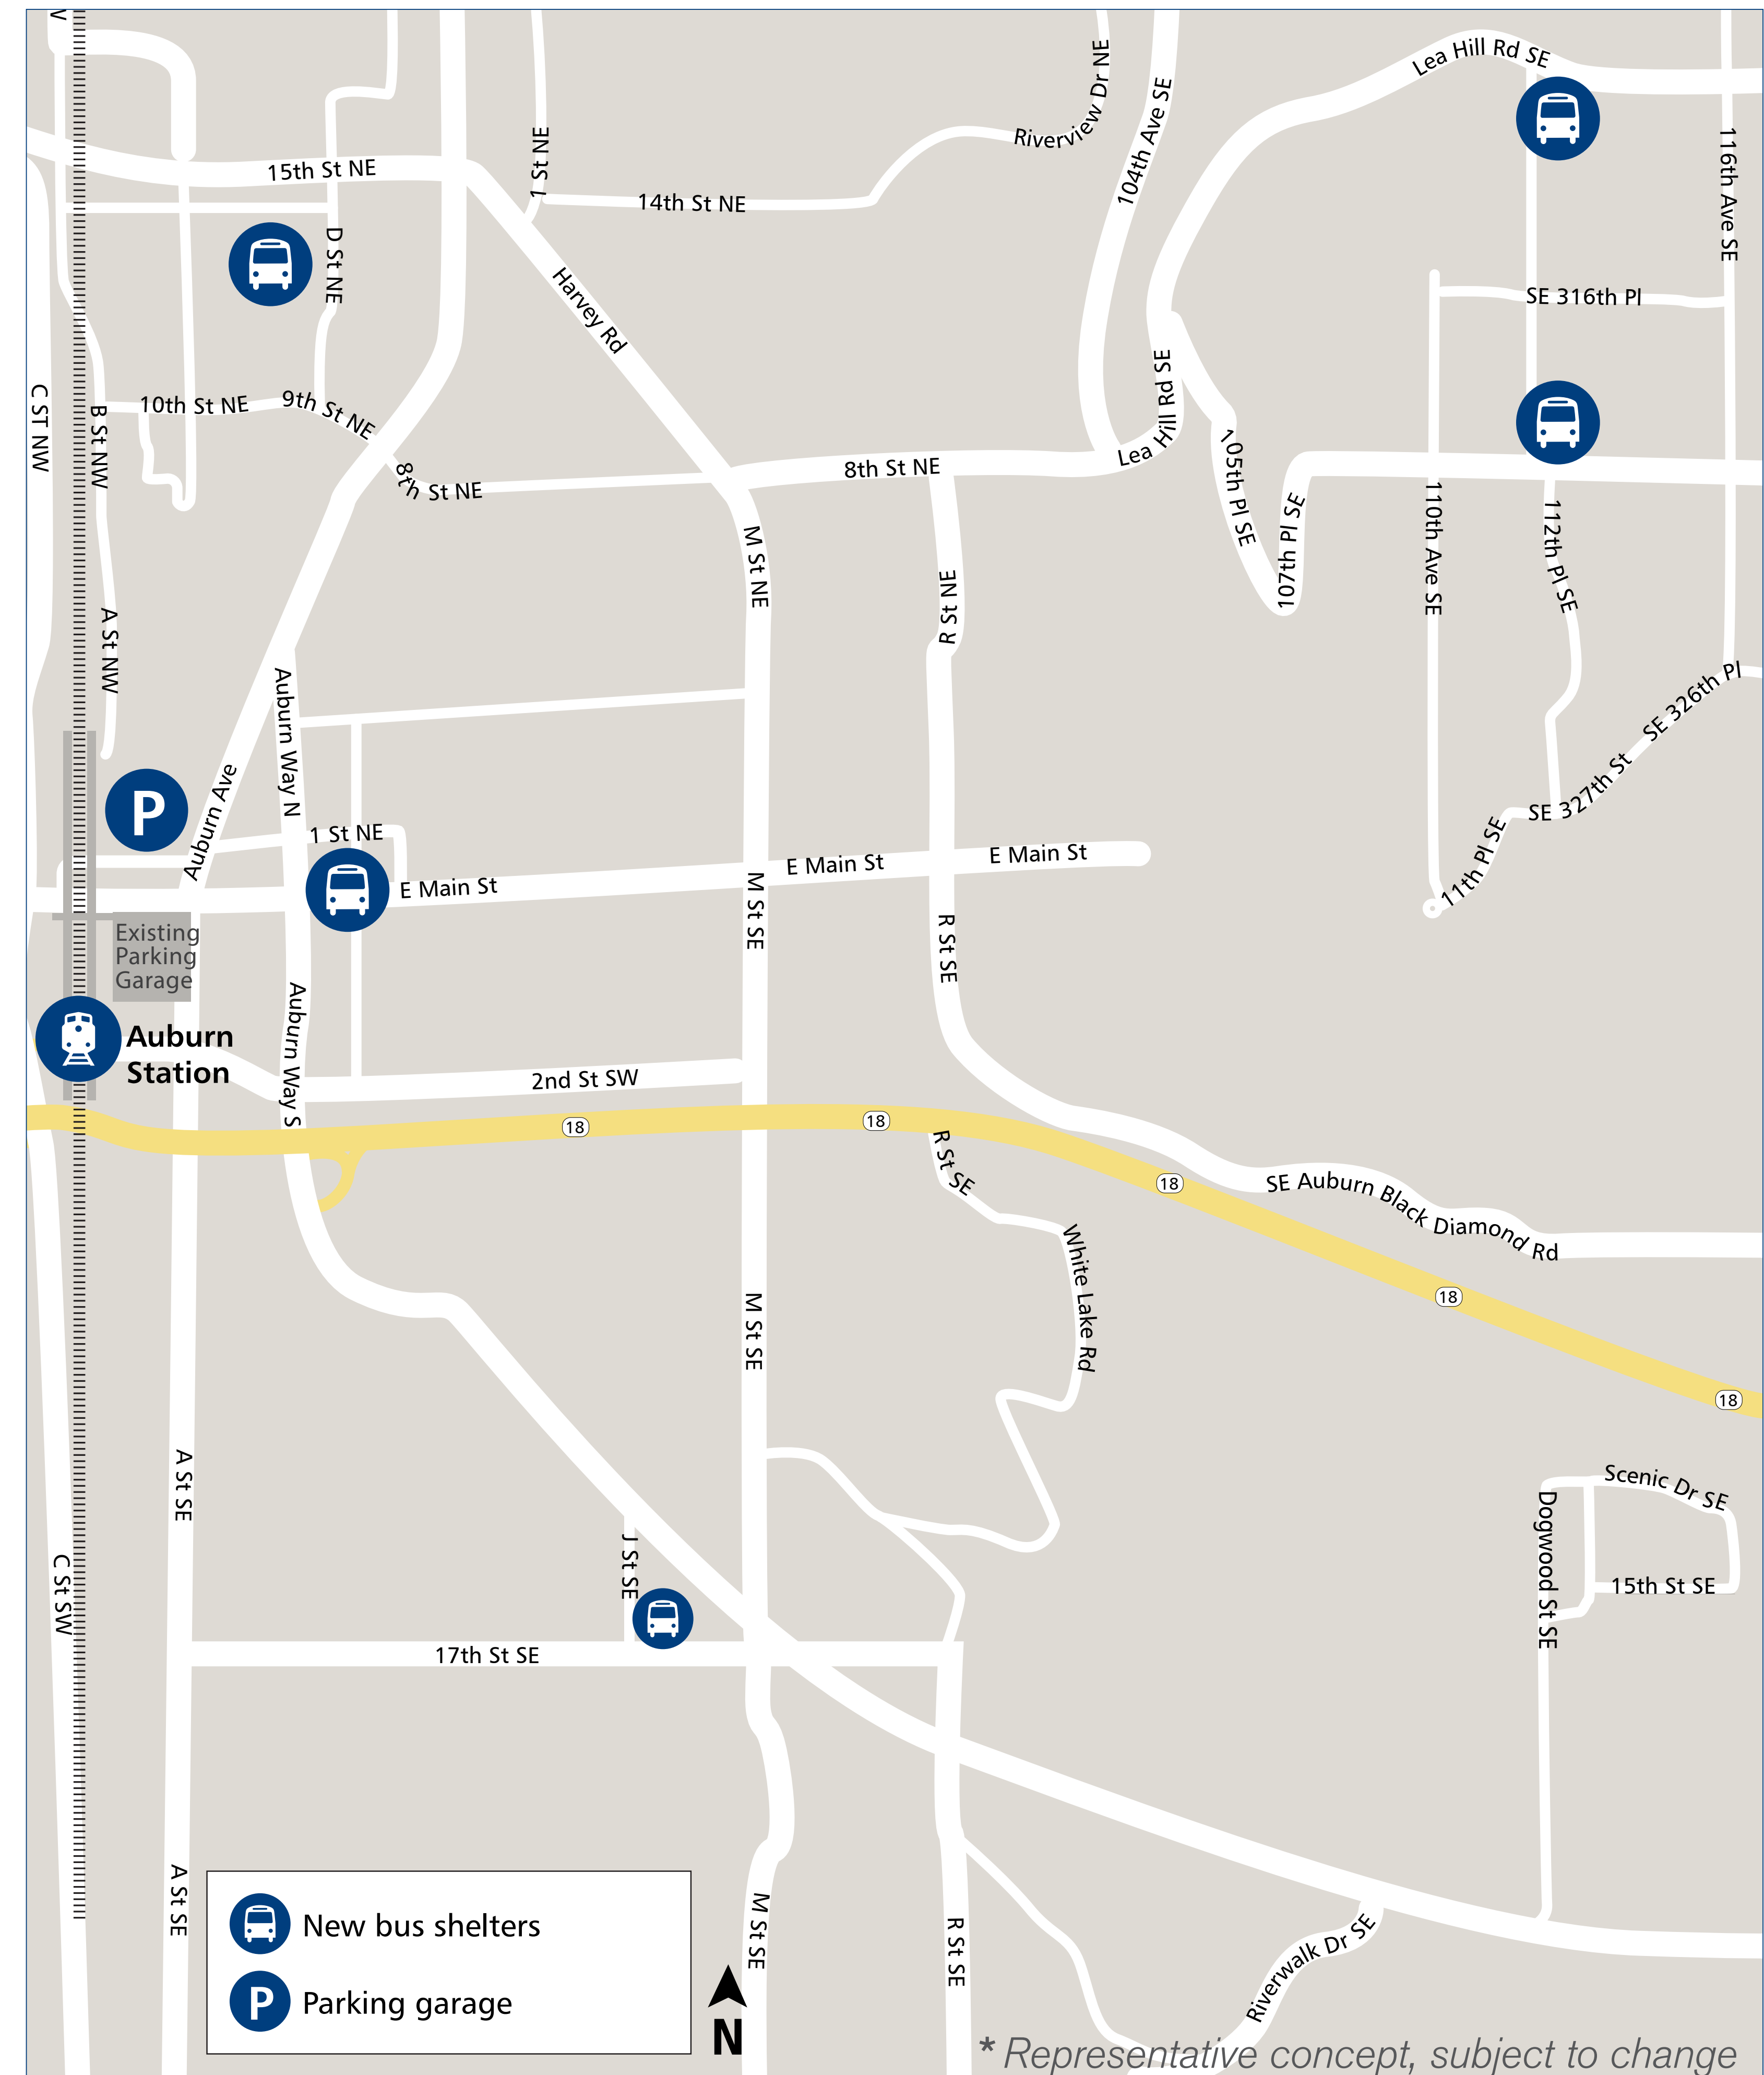 Lea Hill Rd SE
Riverview Dr NE
104th Ave SE
1 St NE
116th Ave SE
15th St NE
14th St NE
D St NE
Harvey Rd
SE 316th Pl
C ST NW
B St NW
10th St NE
9th St NE
8th St NE
8th St NE
Lea Hill Rd SE
105th Pl SE
107th Pl SE
110th Ave SE
112th Pl SE
M St NE
R St NE
A St NW
Auburn Way N
SE 326th Pl
SE 327th St
11th Pl SE
P
Auburn Ave
1 St NE
E Main St
E Main St
E Main St
M St SE
R St SE
Existing
Parking
Garage
Auburn
Station
Auburn Way S
2nd St SW
18
18
R St SE
18
SE Auburn Black Diamond Rd
White Lake Rd
18
M St SE
18
A St SE
Scenic Dr SE
Dogwood St SE
15th St SE
C St SW
J St SE
17th St SE
A St SE
M St SE
R St SE
Riverwalk Dr SE
New bus shelters
P
Parking garage
N
* Representative concept, subject to change